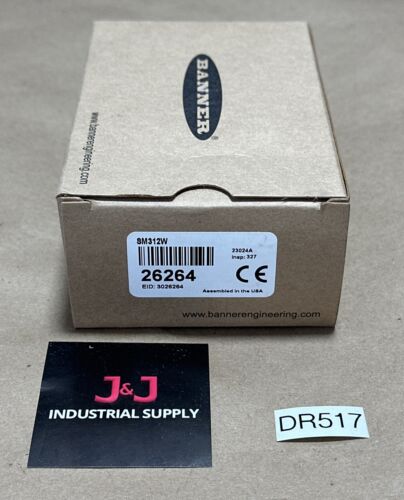 BANNER
www.bannerengineering.com
SM312W
23024A
Insp: 327
26264
CE
EID: 3026264
Assembled in the USA
www.bannerengineering.com
J&J
INDUSTRIAL SUPPLY
DR517